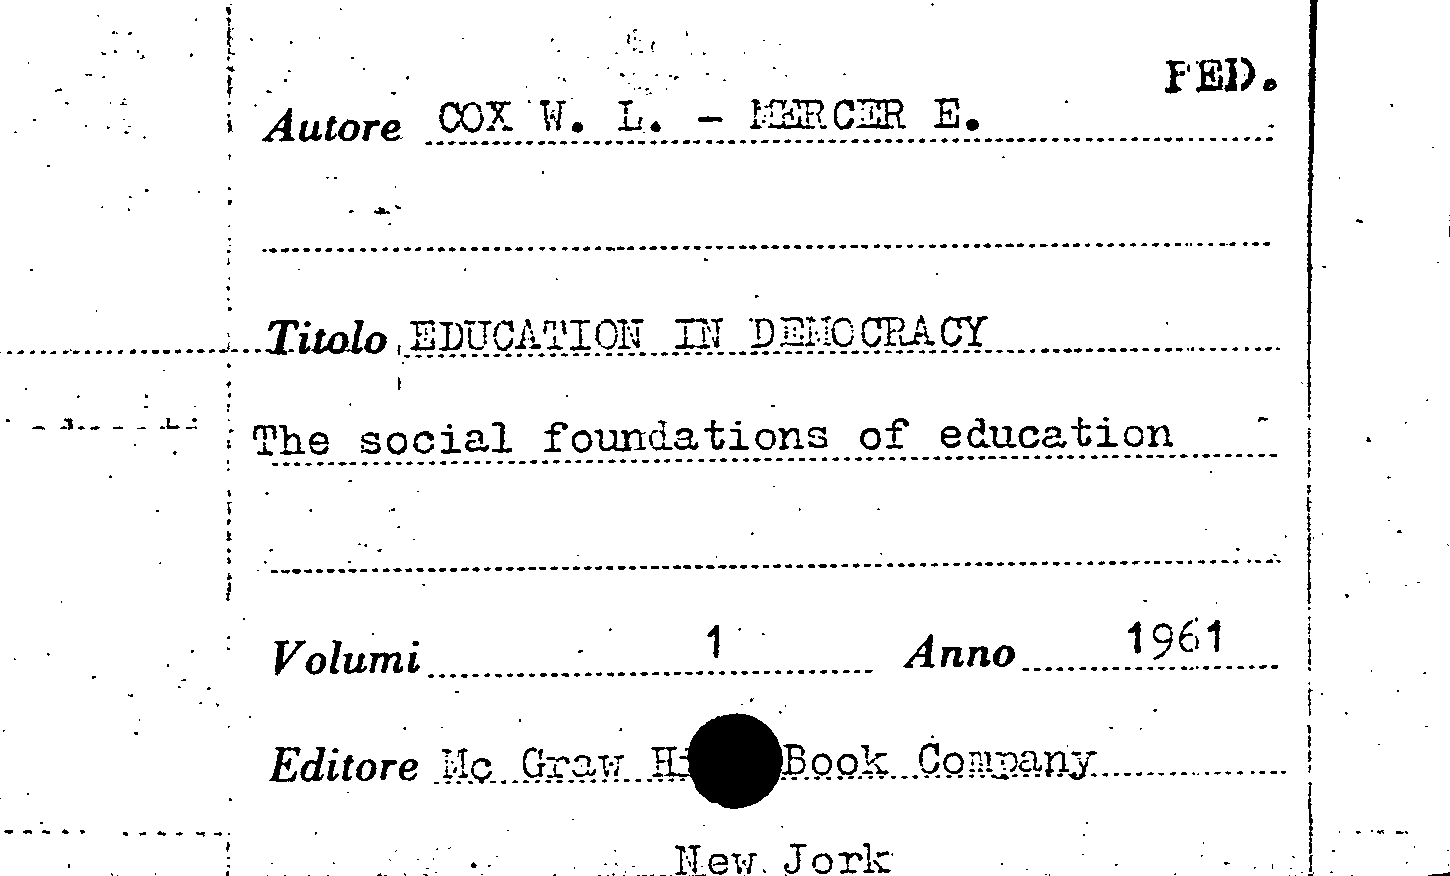 PED.
Autore COX W. L. - MERCER E.
Titolo EDUCATION IN DEMOCRACY
The social foundations of education
Volumi 1 Anno 1961
Editore Mc Graw Book Company
New Jork